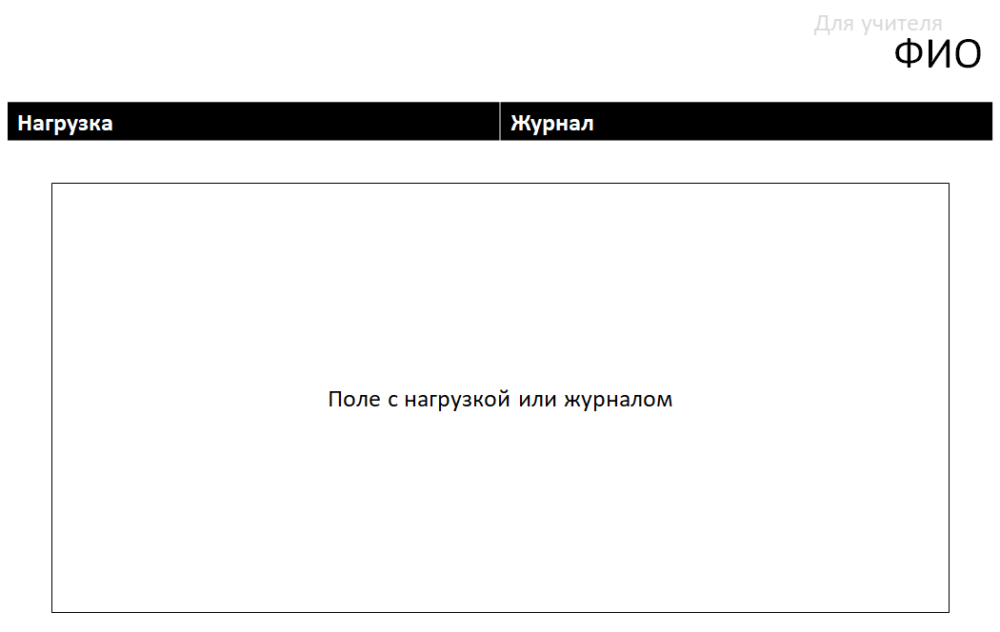 Для учителя
ФИО
Нагрузка
Журнал
Поле с нагрузкой или журналом